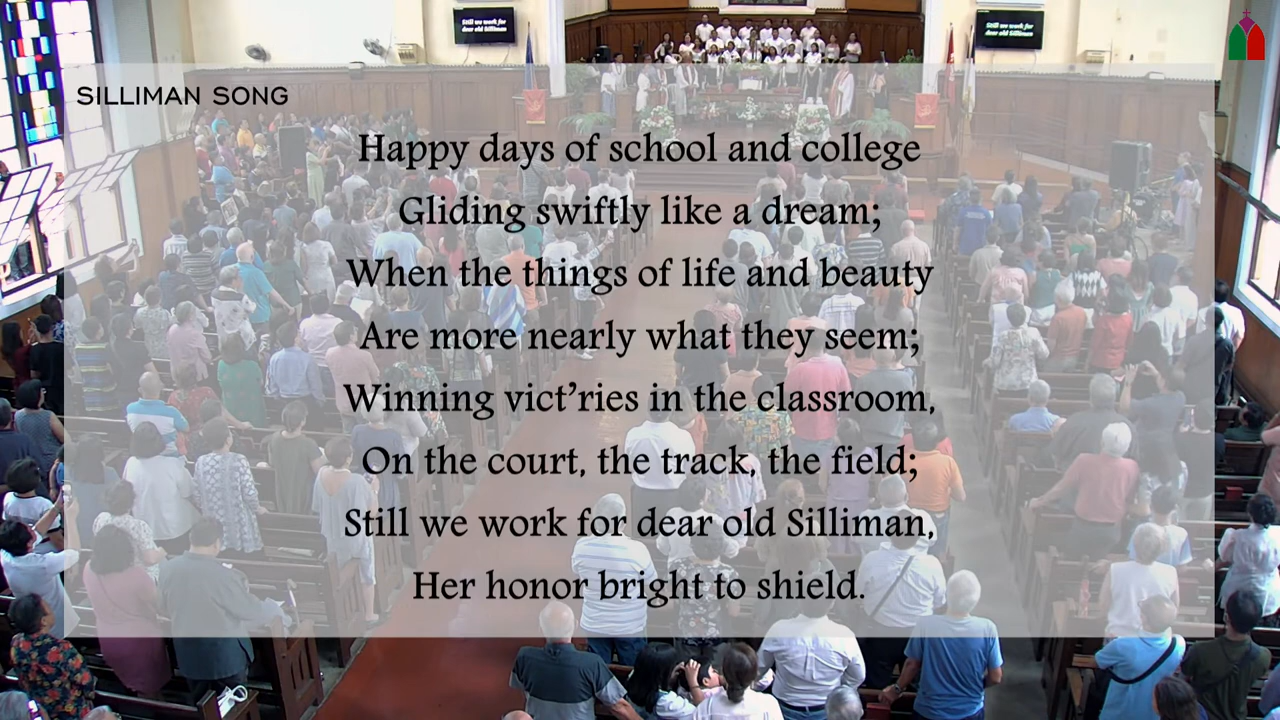 Still we work for
dear old Silliman
Still we work for
dear old Silliman
SILLIMAN SONG
Happy days of school and college
Gliding swiftly like a dream;
When the things of life and beauty
Are more nearly what they seem;
Winning vict’ries in the classroom,
On the court, the track, the field;
Still we work for dear old Silliman,
Her honor bright to shield.